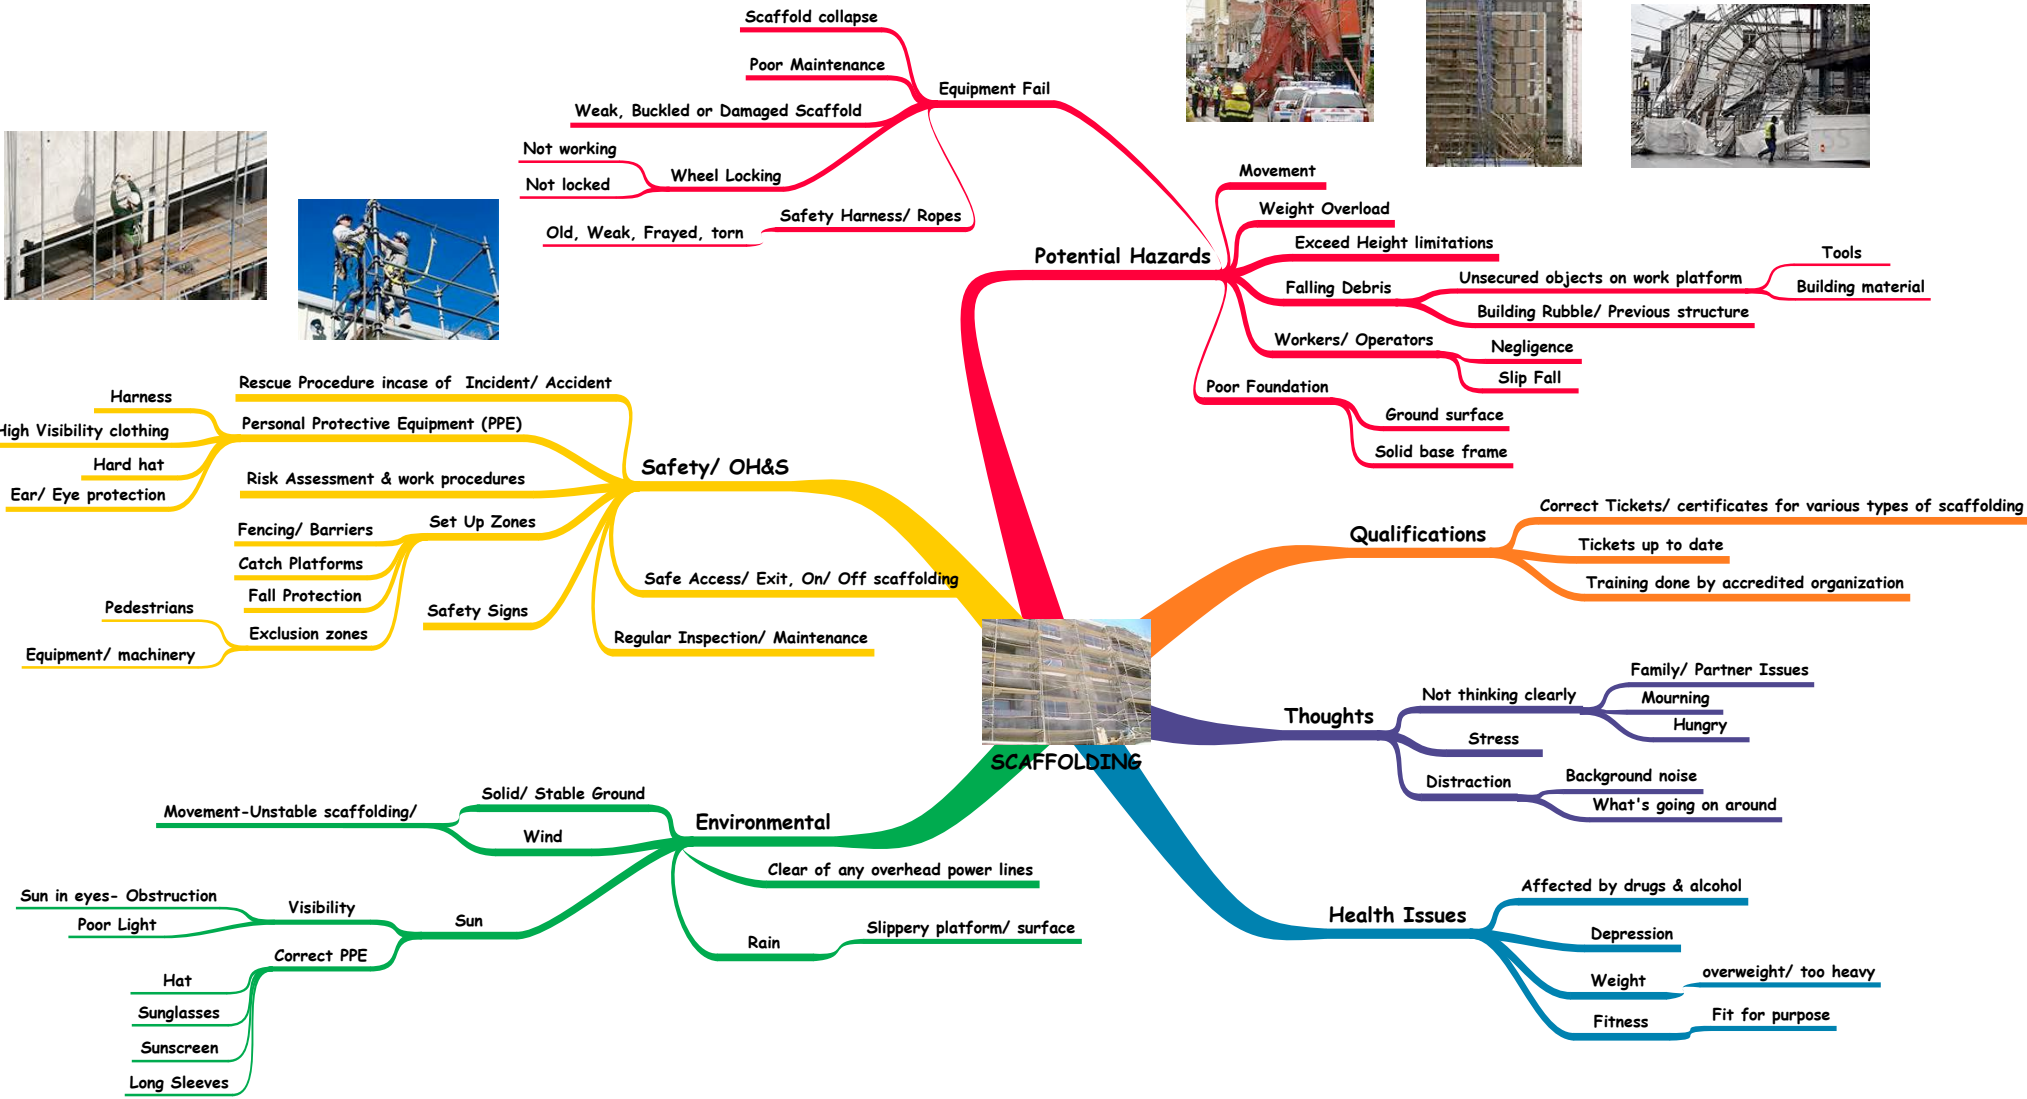 SCAFFOLDING
Potential Hazards
Equipment Fail
Scaffold collapse
Poor Maintenance
Weak, Buckled or Damaged Scaffold
Wheel Locking
Not working
Not locked
Safety Harness/ Ropes
Old, Weak, Frayed, torn
Movement
Weight Overload
Exceed Height limitations
Falling Debris
Unsecured objects on work platform
Tools
Building material
Building Rubble/ Previous structure
Workers/ Operators
Negligence
Slip Fall
Poor Foundation
Ground surface
Solid base frame
Qualifications
Correct Tickets/ certificates for various types of scaffolding
Tickets up to date
Training done by accredited organization
Thoughts
Not thinking clearly
Family/ Partner Issues
Mourning
Hungry
Stress
Distraction
Background noise
What's going on around
Health Issues
Affected by drugs & alcohol
Depression
Weight
overweight/ too heavy
Fitness
Fit for purpose
Safety/ OH&S
Rescue Procedure incase of  Incident/ Accident
Personal Protective Equipment (PPE)
Harness
High Visibility clothing
Hard hat
Ear/ Eye protection
Risk Assessment & work procedures
Set Up Zones
Fencing/ Barriers
Catch Platforms
Fall Protection
Exclusion zones
Pedestrians
Equipment/ machinery
Safety Signs
Safe Access/ Exit, On/ Off scaffolding
Regular Inspection/ Maintenance
Environmental
Solid/ Stable Ground
Wind
Movement-Unstable scaffolding/
Sun
Visibility
Sun in eyes- Obstruction
Poor Light
Correct PPE
Hat
Sunglasses
Sunscreen
Long Sleeves
Clear of any overhead power lines
Rain
Slippery platform/ surface